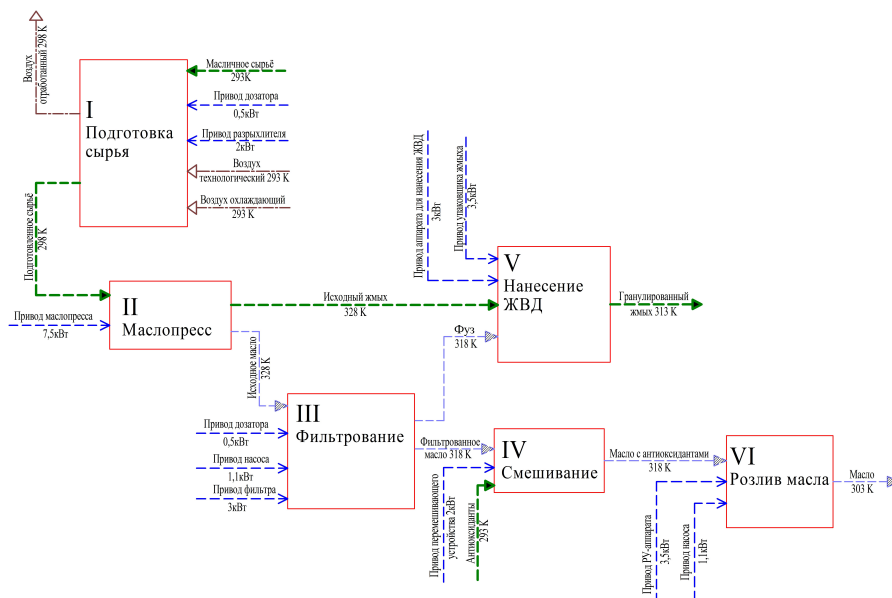 Воздух
отработанный 298 K
I
Подготовка
сырья
Масличное сырьё
293K
Привод дозатора
0,5кВт
Привод разрыхлителя
2кВт
Воздух
технологический 293 K
Воздух охлаждающий
293 K
Подготовленное сырьё
298 K
II
Маслопресс
Привод маслопресса
7,5кВт
Исходный жмых
328 K
Исходное масло
328 K
Привод аппарата для нанесения ЖВД
3кВт
Привод упаковщика жмыха
3,5кВт
V
Нанесение
ЖВД
Гранулированный
жмых 313 K
Фуз
318 K
III
Фильтрование
Привод дозатора
0,5кВт
Привод насоса
1,1кВт
Привод фильтра
3кВт
Фильтрованное
масло 318 K
IV
Смешивание
Привод перемешивающего
устройства 2кВт
Антиоксиданты
293 K
Масло с антиоксидантами
318 K
VI
Розлив масла
Привод РУ-аппарата
3,5кВт
Привод насоса
1,1кВт
Масло
303 K